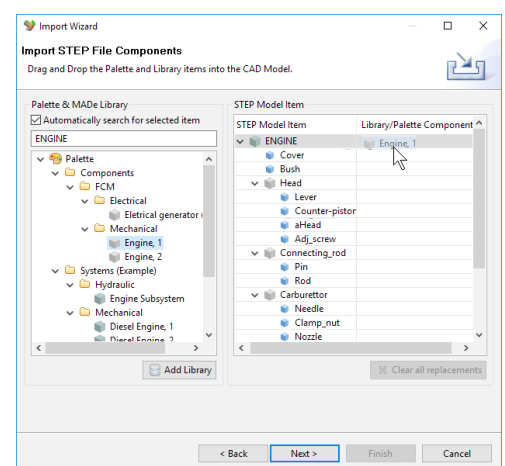 Import Wizard
Import STEP File Components
Drag and Drop the Palette and Library items into the CAD Model.
Palette & MADe Library
Automatically search for selected item
ENGINE
Palette
Components
FCM
Electrical
Eletrical generator
Mechanical
Engine, 1
Engine, 2
Systems (Example)
Hydraulic
Engine Subsystem
Mechanical
Diesel Engine, 1
Diesel Engine, 2
Add Library
STEP Model Item
STEP Model Item Library/Palette Component
ENGINE Engine, 1
Cover
Bush
Head
Lever
Counter-pistor
aHead
Adj_screw
Connecting_rod
Pin
Rod
Carburettor
Needle
Clamp_nut
Nozzle
Clear all replacements
< Back Next > Finish Cancel